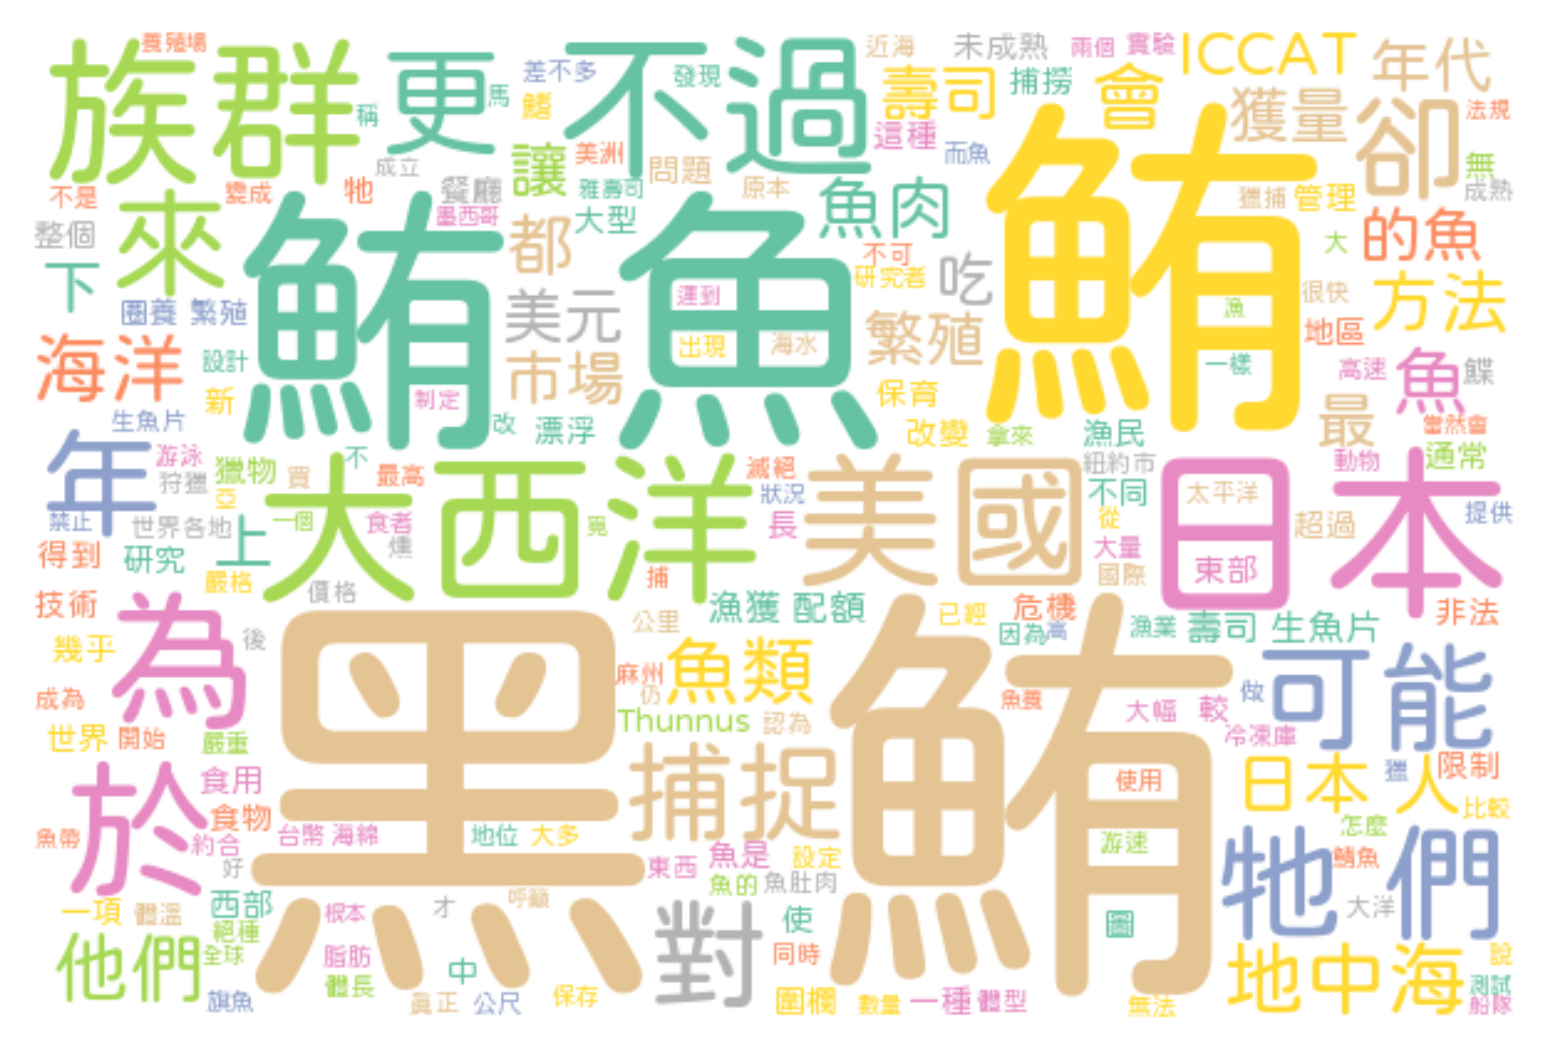 養殖場
近海 未成熟 兩個 實驗 ICCAT 年代
族群 更 不過 差不多 發現 壽司 捕撈 會
馬 鰭 稱 獲量 卻 法規
成立 讓 美洲 問題 這種 而魚 無
不是 變成 牠 餐廳 雅壽司 原本 獵捕 管理 成熟
整個 來 墨西哥 都 大型 魚肉 大 的魚
下 鮪 魚 鮪 不可 研究者 吃
圈養 繁殖 美元 運到 漁 很快 方法
海洋 設計 市場 出現 海水 繁殖 一樣 地區
新 制定 保育 高速 魚 鰈
生魚片 改 漂浮 改變 拿來 漁民 最 當然會
年 游泳 獵物 不 最高 滅絕 紐約市 動物 通常
狩獵 亞 買 大西洋 狀況 美國 不同 日本 太平洋
禁止 世界各地 一個 食者 覓 長 從 超過 提供
得到 研究 上 燻 大量 東部
嚴格 價格 捕 國際
技術 為 公里 漁獲 配額 已經 危機 非法
幾乎 後 因為 高 漁業 壽司 生魚片
黑 鮪 麻州 魚類 可能
成為 仍 魚養 做
世界 開始 嚴重 Thunnus 認為 大幅 較 冷凍庫
於 食用 捕捉 使用 日本 人 獵 限制
食物 比較
魚帶 約合 台幣 海綿 地位 大多 游速 怎麼
好 東西 魚是 設定 牠們 鯖魚
魚的 魚肚肉
一項 體溫 西部 根本 才 呼籲 對 使 圖 大洋
絕種
他們 全球 脂肪 中 同時 地中海 說
體長 測試
旗魚 真正 公尺 保存 圍欄 數量 一種 體型 無法 船隊